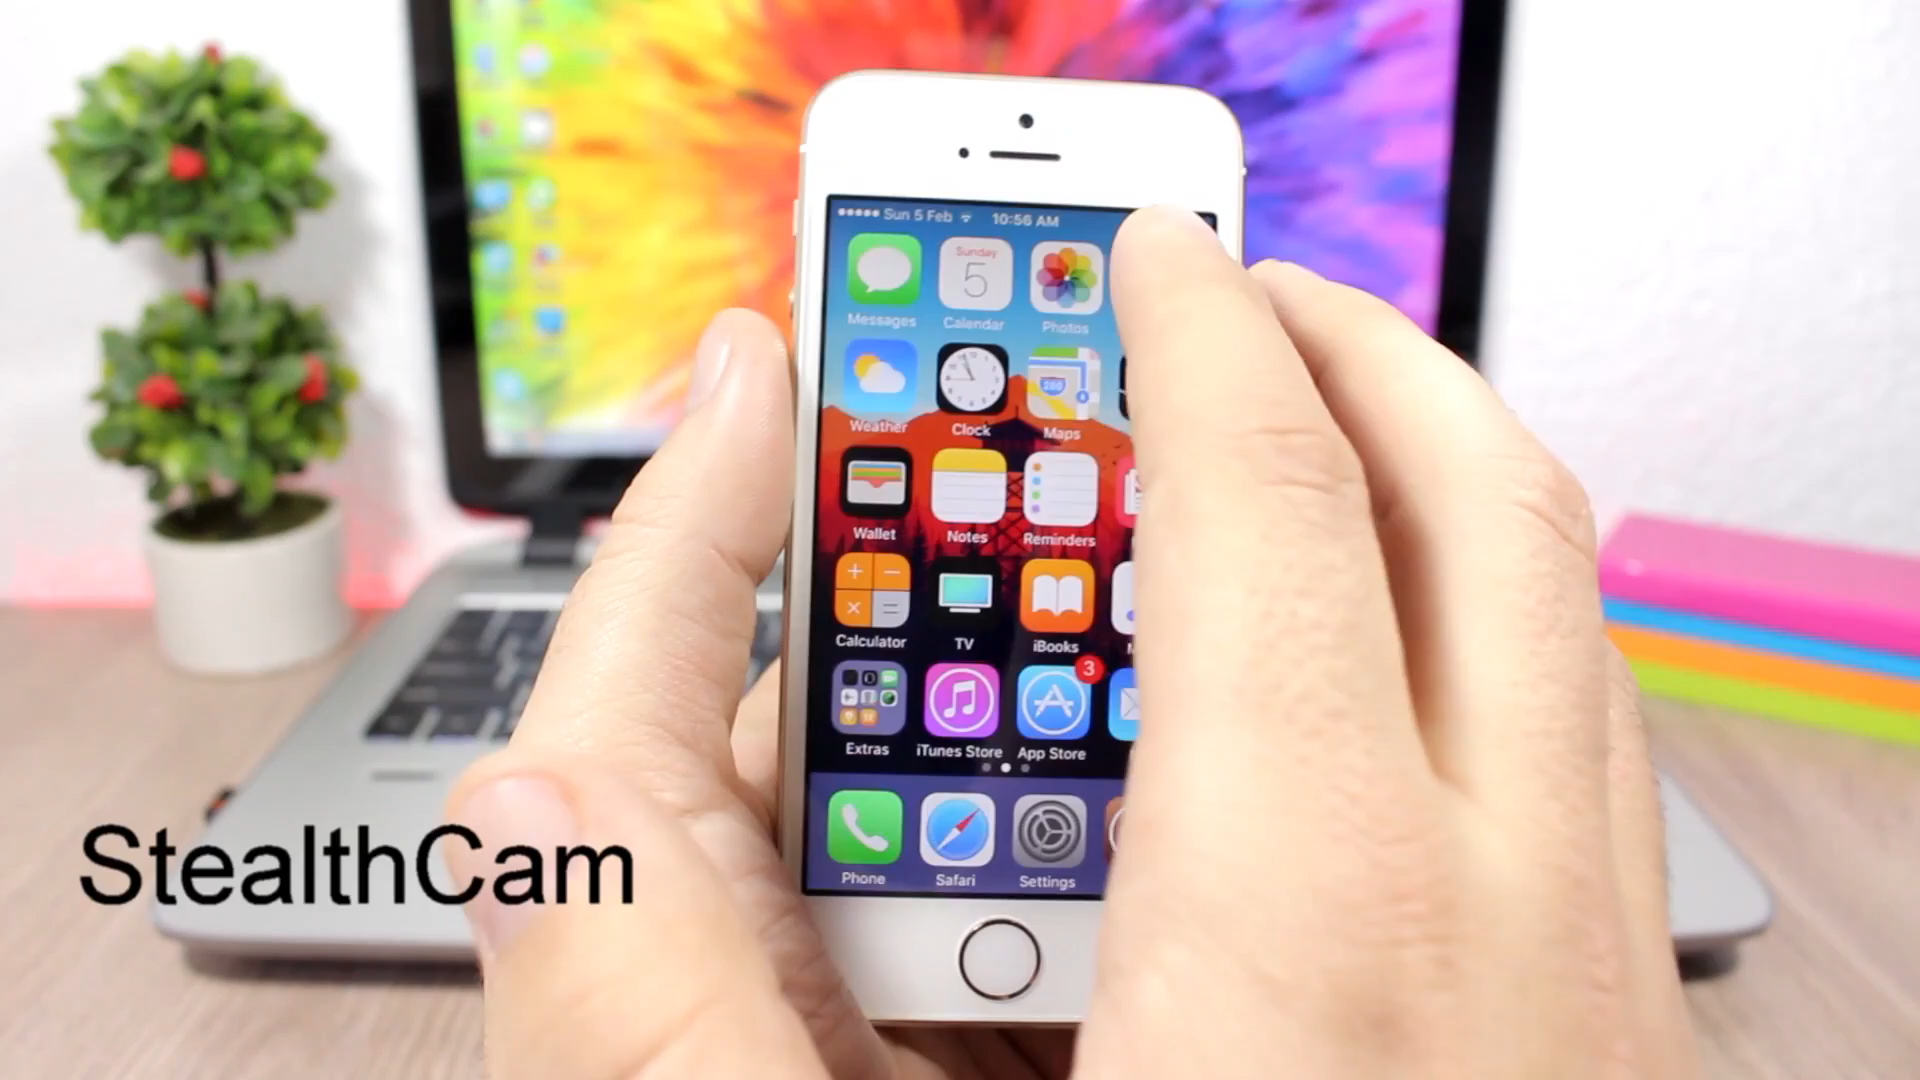 Sun 5 Feb 10:56 AM
Sunday
5
Messages Calendar Photos
280
Weather Clock Maps
Wallet Notes Reminders
Calculator TV iBooks
3
Extras iTunes Store App Store
Phone Safari Settings
StealthCam